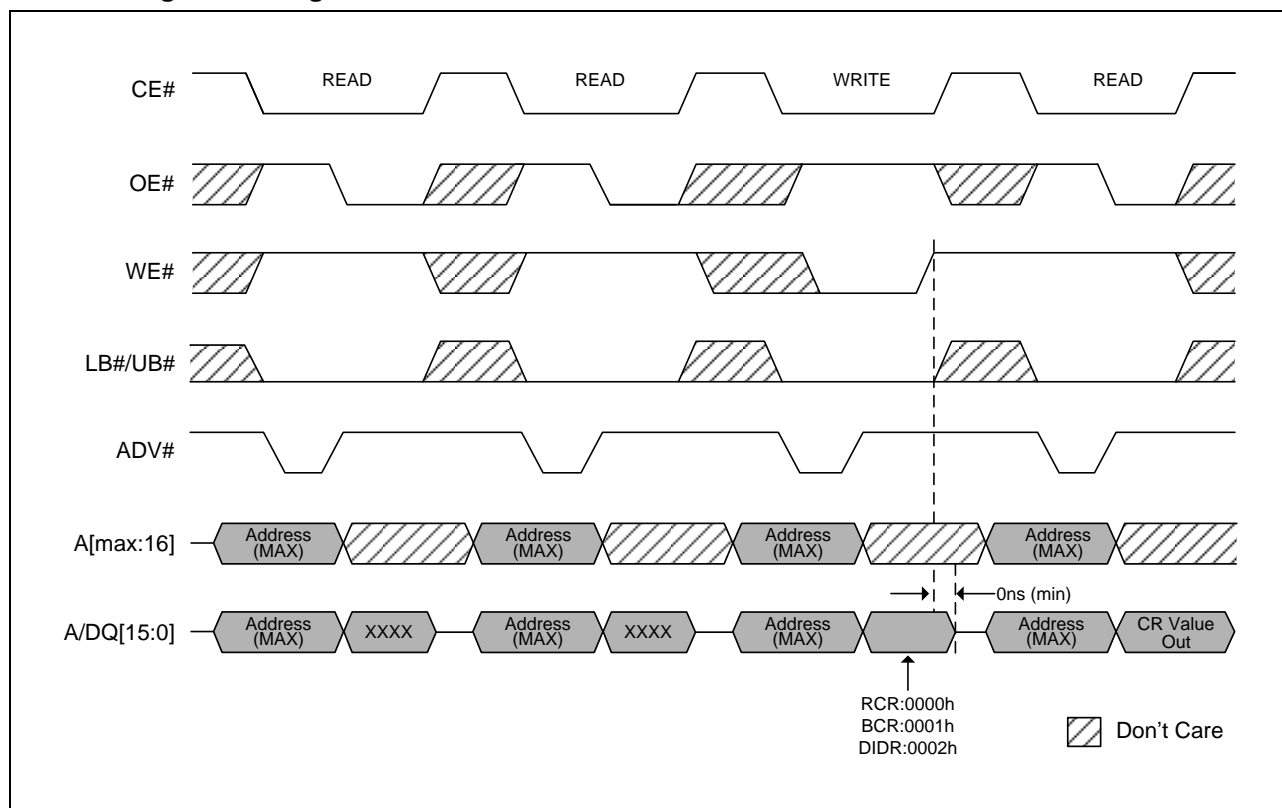 CE#
READ
READ
WRITE
READ
OE#
WE#
LB#/UB#
ADV#
A[max:16]
Address
(MAX)
Address
(MAX)
Address
(MAX)
Address
(MAX)
0ns (min)
A/DQ[15:0]
Address
(MAX)
XXXX
Address
(MAX)
XXXX
Address
(MAX)
Address
(MAX)
CR Value
Out
RCR:0000h
BCR:0001h
DIDR:0002h
Don't Care